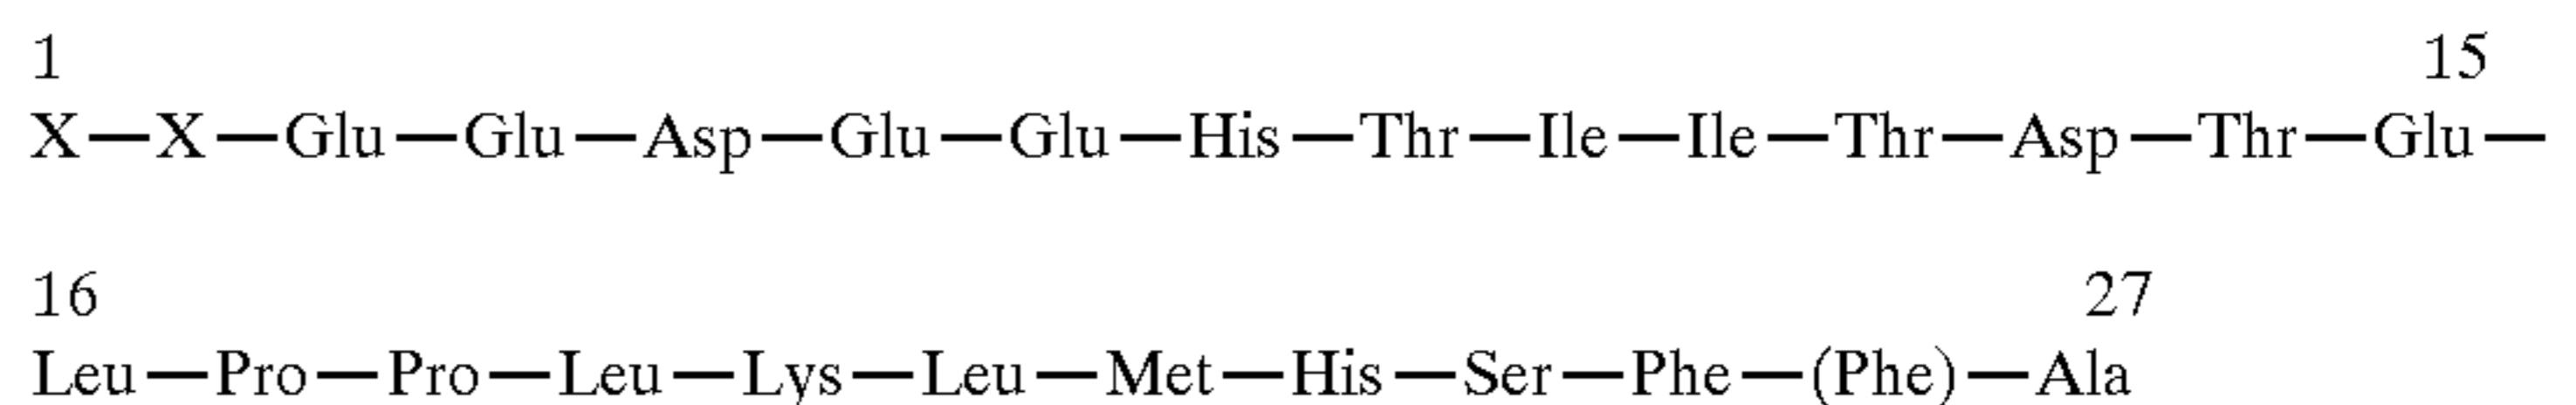 1 15
X—X—Glu—Glu—Asp—Glu—Glu—His—Thr—Ile—Ile—Thr—Asp—Thr—Glu—
16 27
Leu—Pro—Pro—Leu—Lys—Leu—Met—His—Ser—Phe—(Phe)—Ala